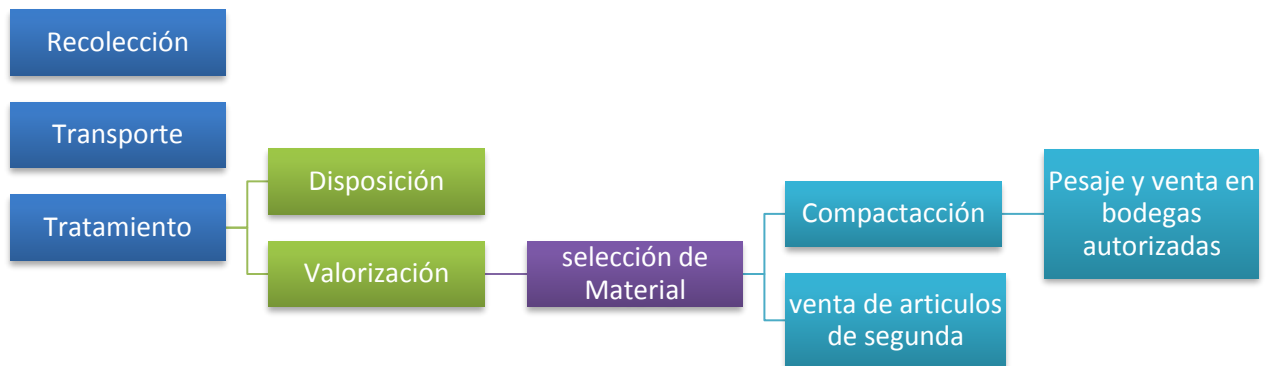 Recolección
Transporte
Tratamiento
Disposición
Valorización
selección de
Material
Compactacción
venta de articulos
de segunda
Pesaje y venta en
bodegas
autorizadas